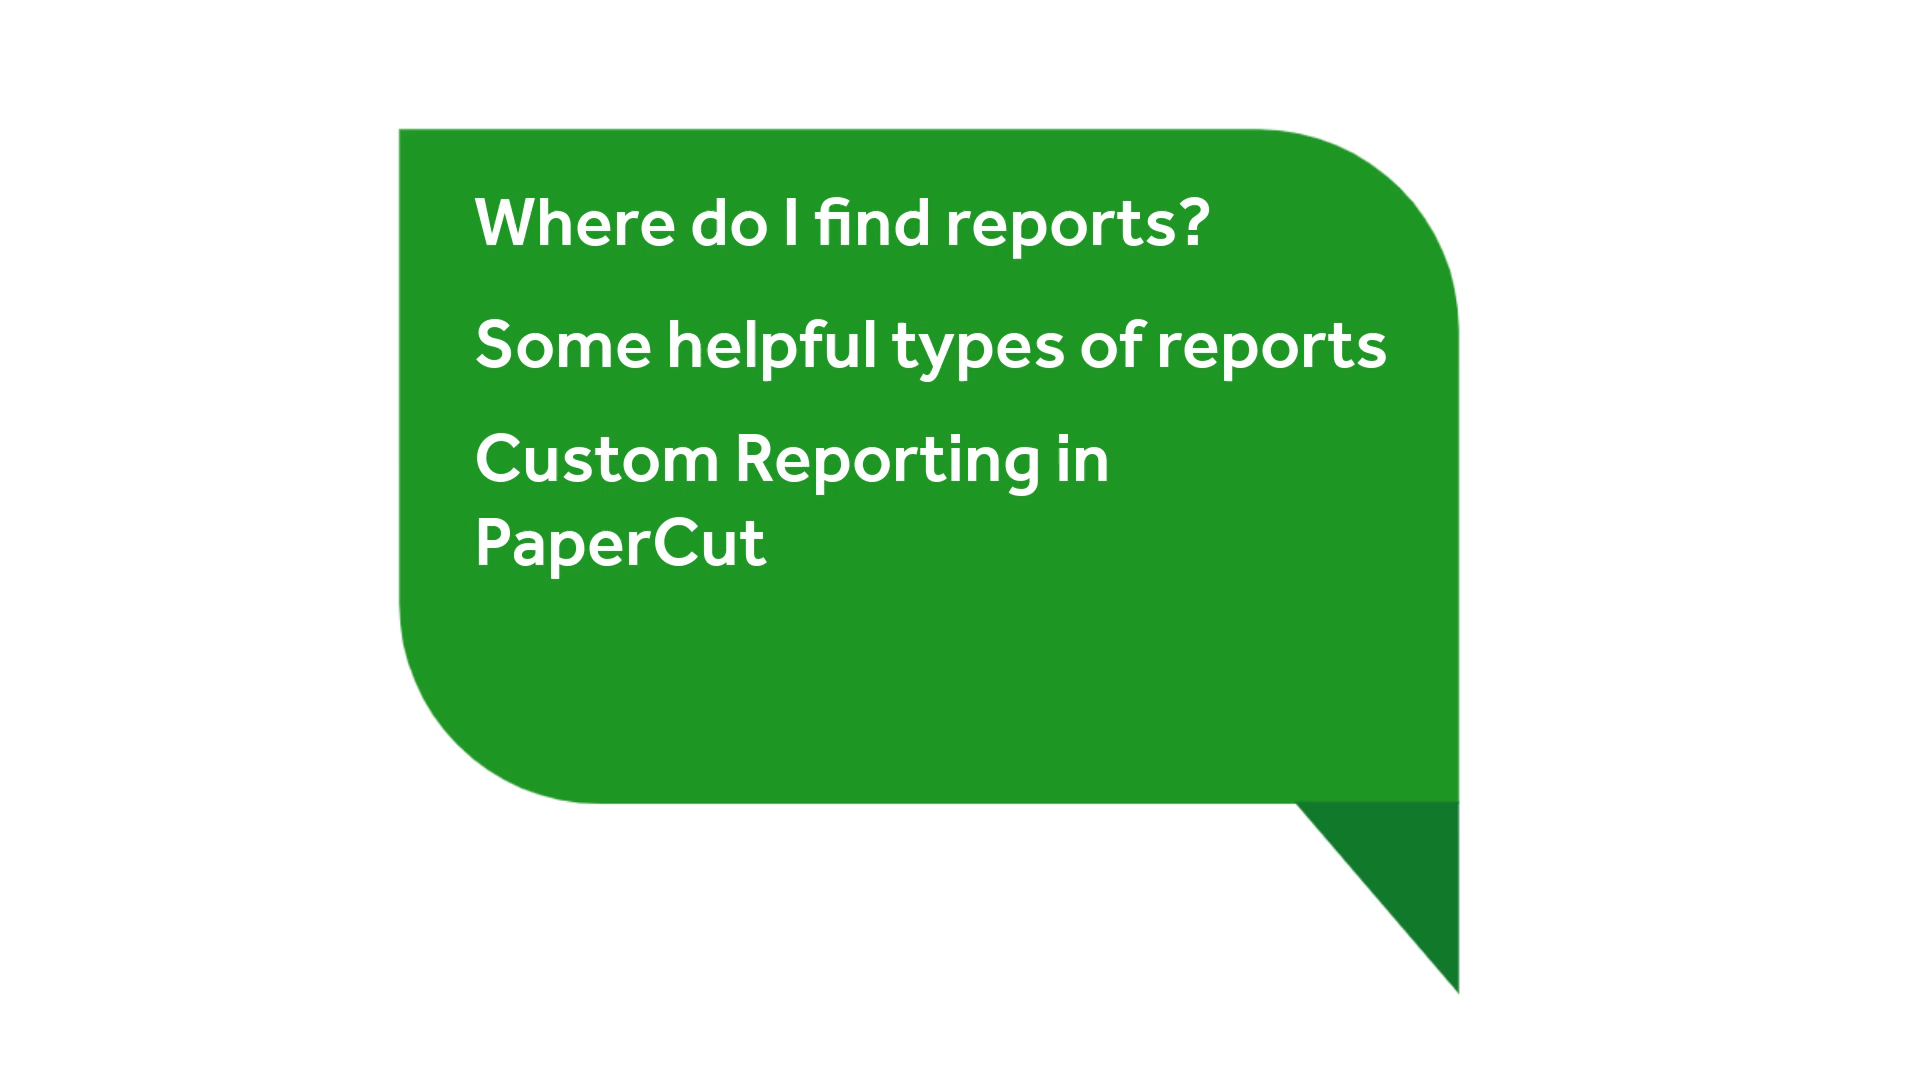 Where do I find reports?
Some helpful types of reports
Custom Reporting in
PaperCut